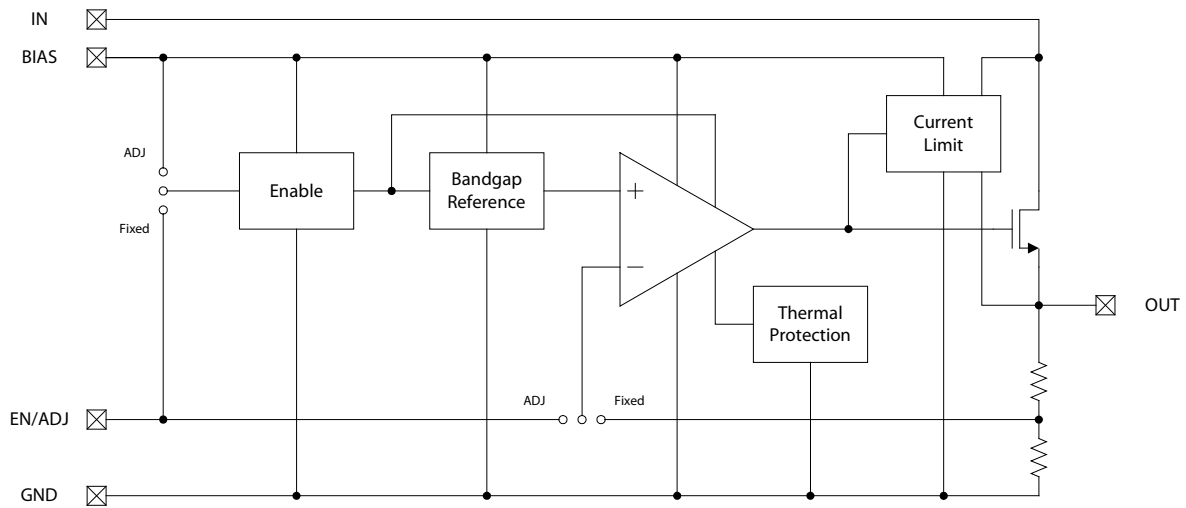 IN
BIAS
ADJ
Fixed
Enable
Bandgap
Reference
+
−
Current
Limit
Thermal
Protection
OUT
EN/ADJ
ADJ
Fixed
GND